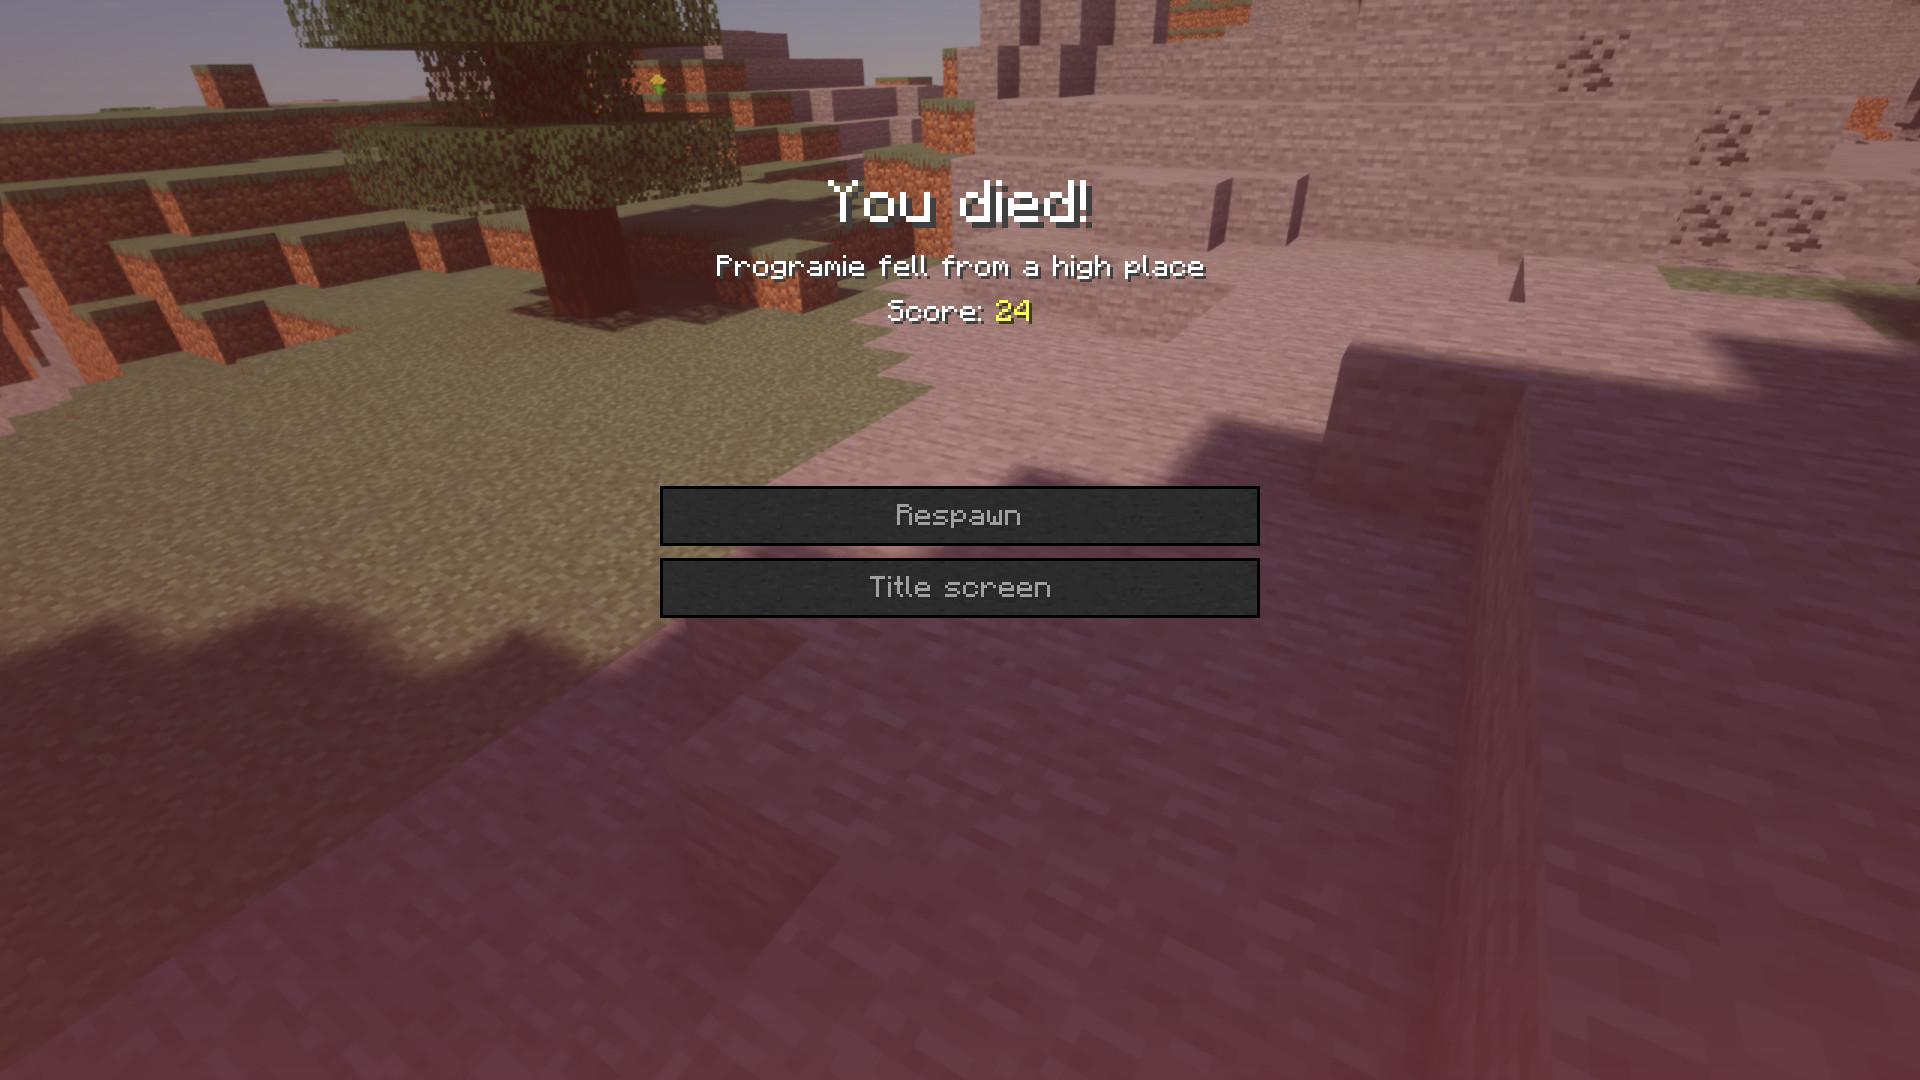 You died!
Programie fell from a high place
Score: 24
Respawn
Title screen